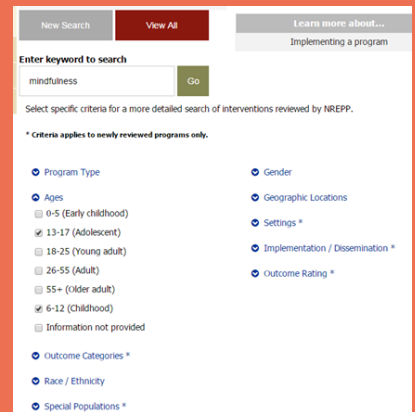 New Search
View All
Learn more about...
Implementing a program
Enter keyword to search
mindfulness
Go
Select specific criteria for a more detailed search of interventions reviewed by NREPP.
* Criteria applies to newly reviewed programs only.
Program Type
Ages
0-5 (Early childhood)
13-17 (Adolescent)
18-25 (Young adult)
26-55 (Adult)
55+ (Older adult)
6-12 (Childhood)
Information not provided
Outcome Categories *
Race / Ethnicity
Special Populations *
Gender
Geographic Locations
Settings *
Implementation / Dissemination *
Outcome Rating *